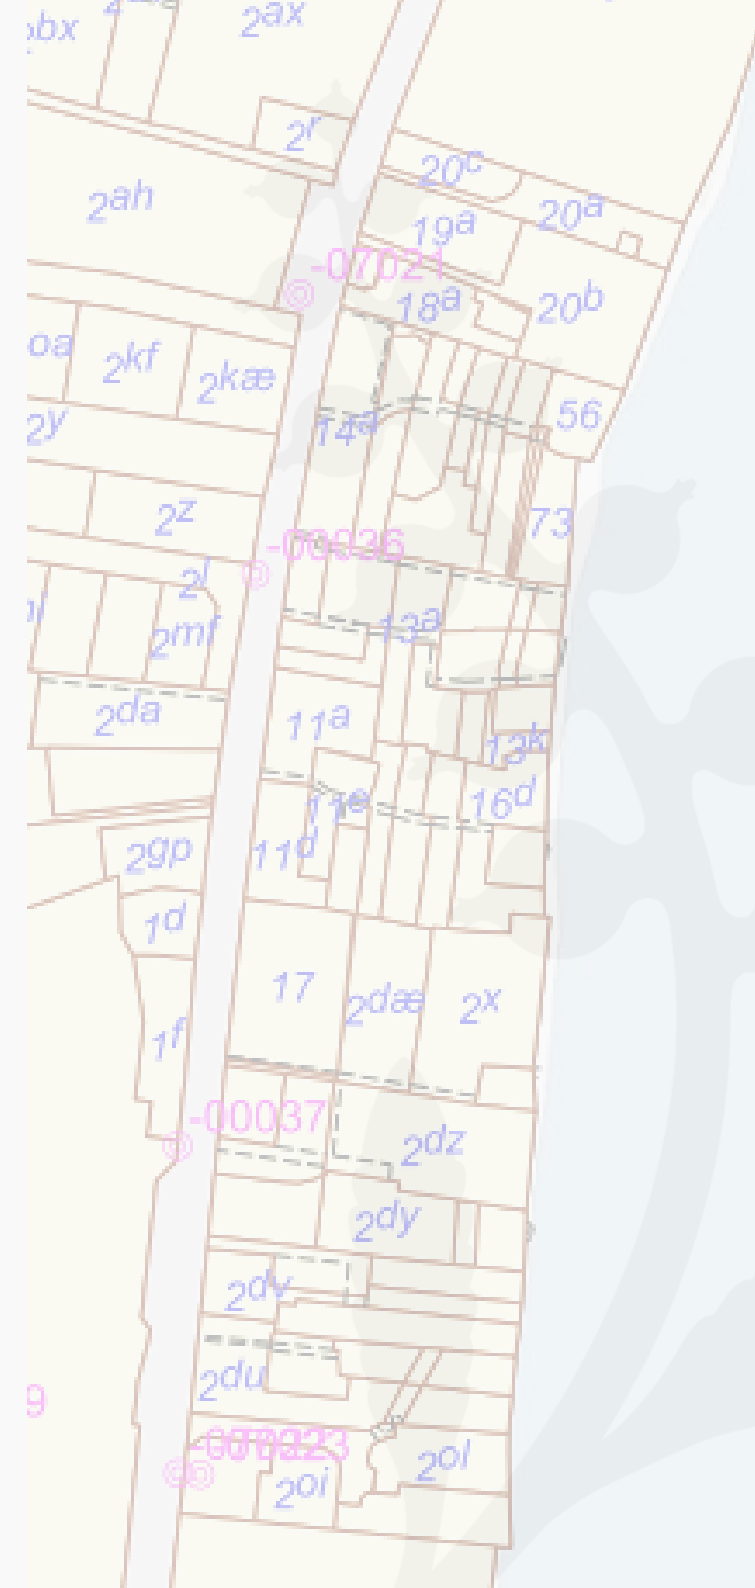 2ax
2r
20c
2ah
20a
19a
-07021
20b
18a
2kf
2kæ
56
2y
14a
2z
73
-00036
2l
13a
2mf
2da
11a
13k
16d
11e
2gp
11d
1d
17
2dæ
2x
1f
-00037
2dz
2dy
2dv
2du
9
2ol
2oi